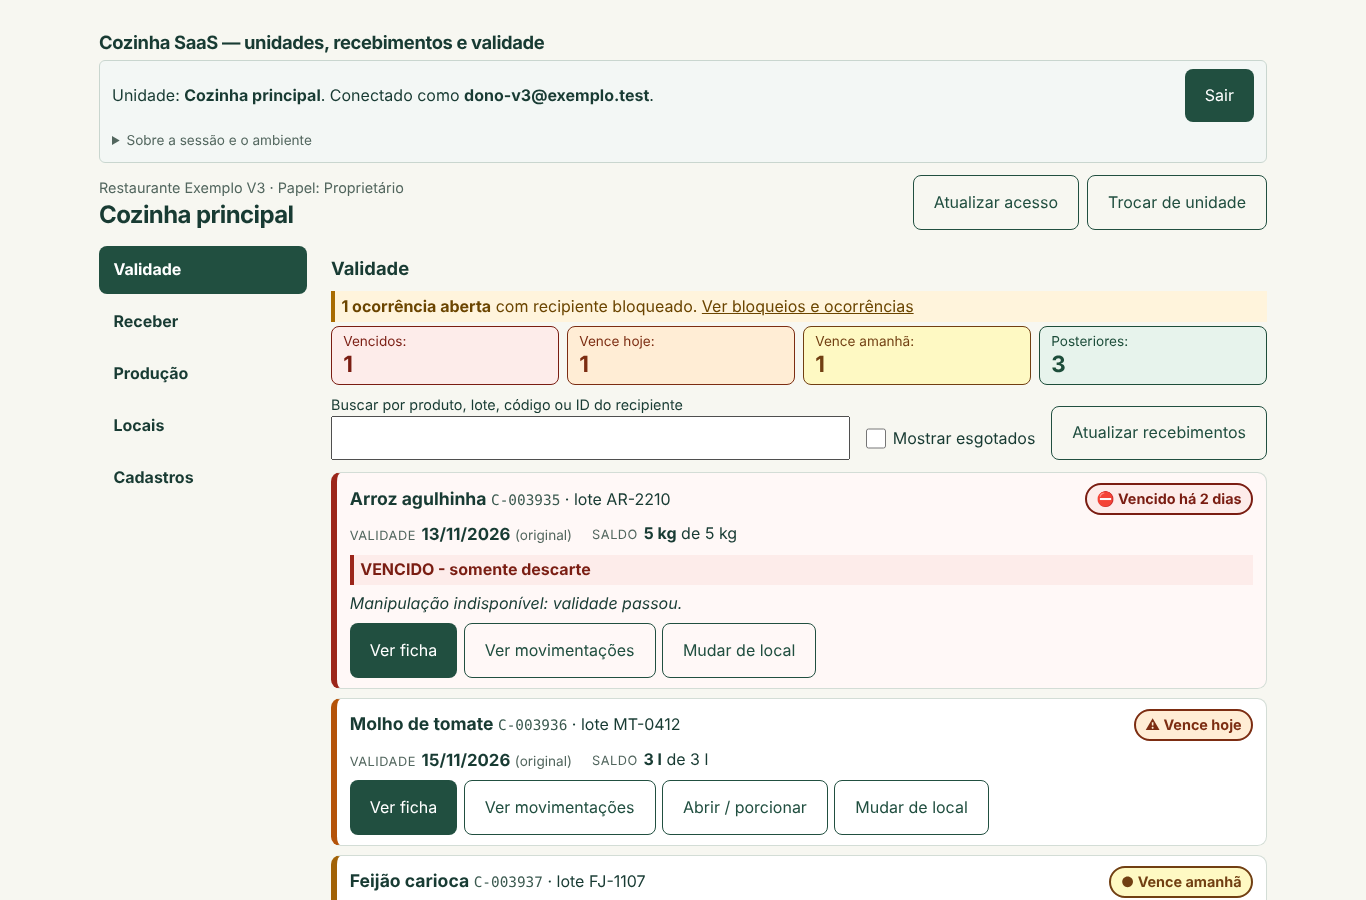 Cozinha SaaS — unidades, recebimentos e validade
Unidade: Cozinha principal. Conectado como dono-v3@exemplo.test.
Sair
Sobre a sessão e o ambiente
Restaurante Exemplo V3 · Papel: Proprietário
Cozinha principal
Atualizar acesso
Trocar de unidade
Validade
Receber
Produção
Locais
Cadastros
Validade
1 ocorrência aberta com recipiente bloqueado. Ver bloqueios e ocorrências
Vencidos:
1
Vence hoje:
1
Vence amanhã:
1
Posteriores:
3
Buscar por produto, lote, código ou ID do recipiente
Mostrar esgotados
Atualizar recebimentos
Arroz agulhinha C-003935 · lote AR-2210
Vencido há 2 dias
VALIDADE 13/11/2026 (original) SALDO 5 kg de 5 kg
VENCIDO - somente descarte
Manipulação indisponível: validade passou.
Ver ficha
Ver movimentações
Mudar de local
Molho de tomate C-003936 · lote MT-0412
Vence hoje
VALIDADE 15/11/2026 (original) SALDO 3 l de 3 l
Ver ficha
Ver movimentações
Abrir / porcionar
Mudar de local
Feijão carioca C-003937 · lote FJ-1107
Vence amanhã